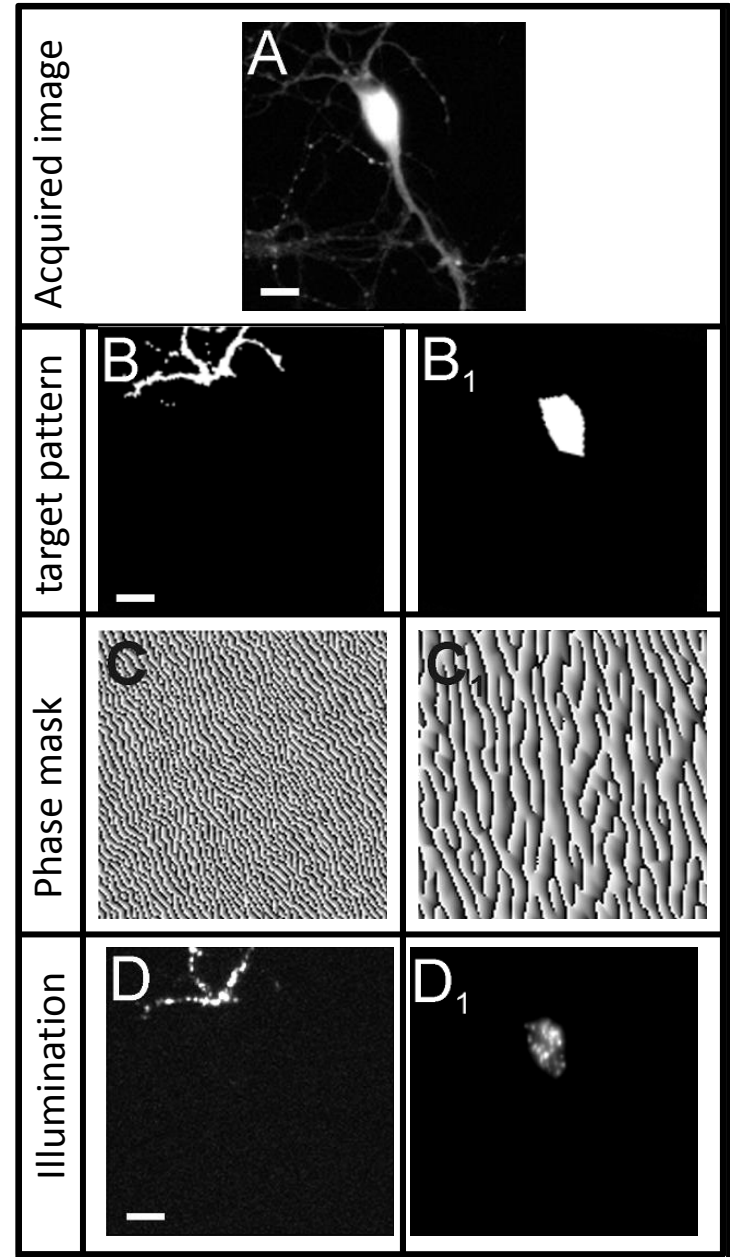 Acquired image
A
target pattern
B
B₁
Phase mask
C
C₁
Illumination
D
D₁